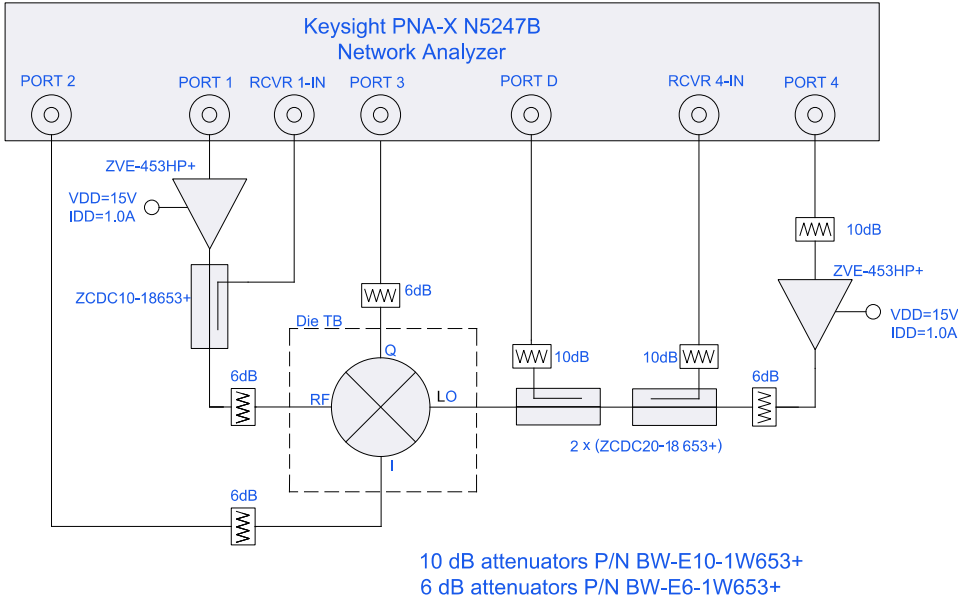 Keysight PNA-X N5247B
Network Analyzer
PORT 2
PORT 1
RCVR 1-IN
PORT 3
PORT D
RCVR 4-IN
PORT 4
ZVE-453HP+
VDD=15V
IDD=1.0A
10dB
ZVE-453HP+
ZCDC10-18653+
6dB
VDD=15V
IDD=1.0A
Die TB
Q
10dB
10dB
6dB
6dB
RF
LO
2 x (ZCDC20-18653+)
I
6dB
10 dB attenuators P/N BW-E10-1W653+
6 dB attenuators P/N BW-E6-1W653+